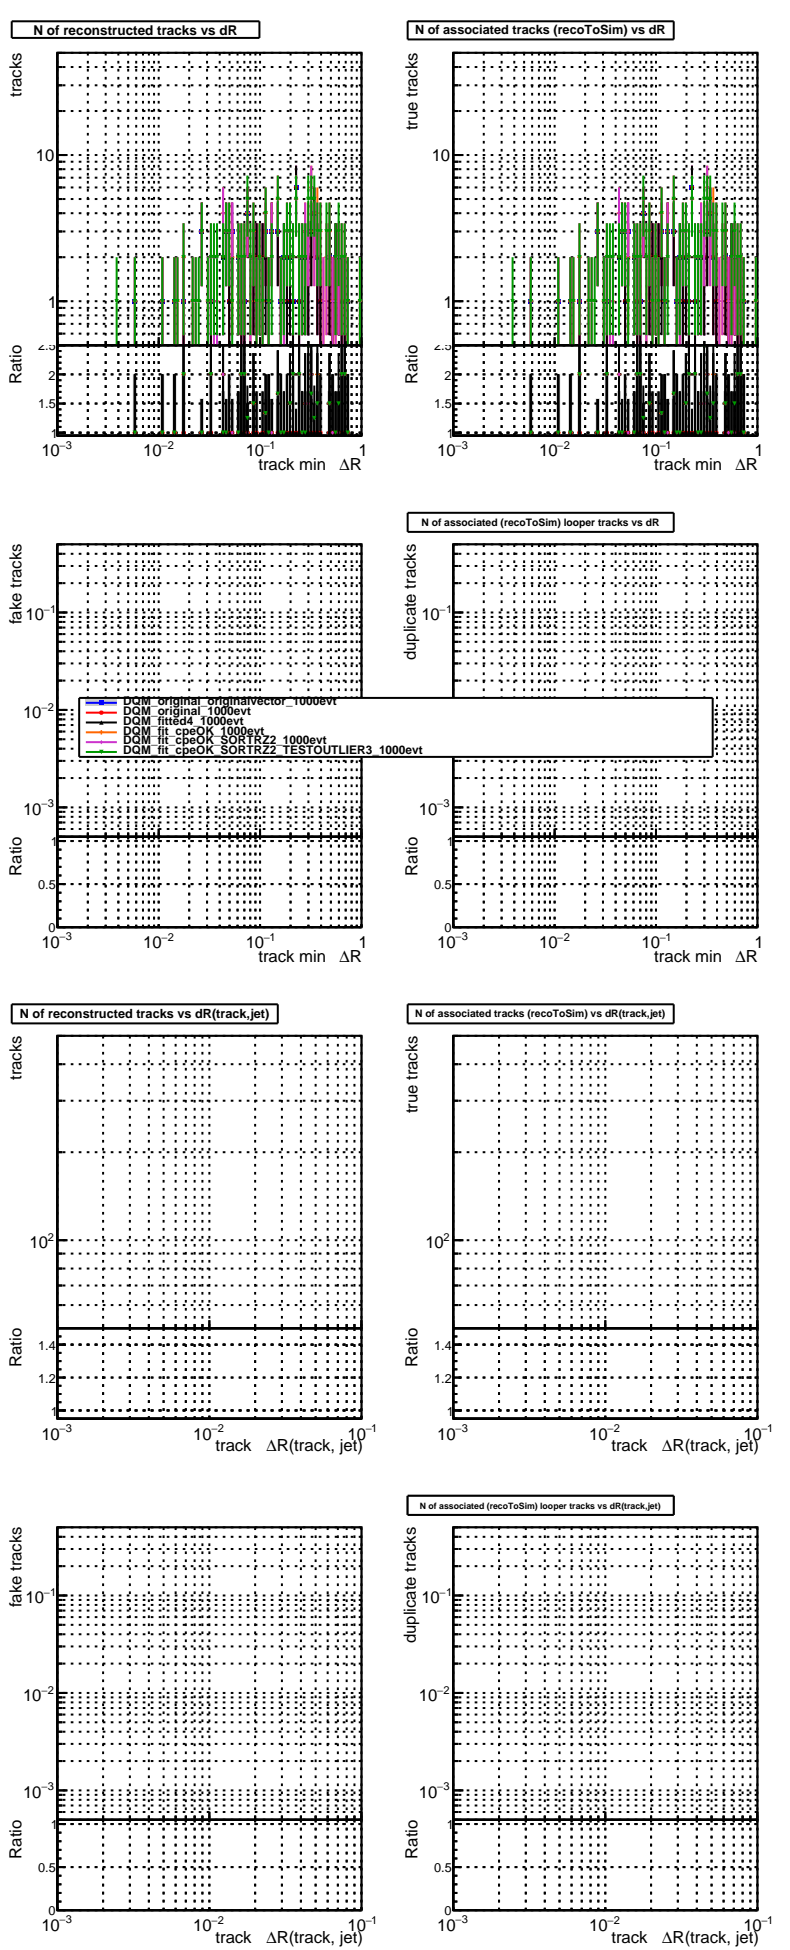 N of reconstructed tracks vs dR
tracks
10
1
Ratio
2.5
2
1.5
1
10⁻³ 10⁻² 10⁻¹ 1
track min ΔR
N of associated tracks (recoToSim) vs dR
true tracks
10
1
Ratio
2.5
2
1.5
1
10⁻³ 10⁻² 10⁻¹ 1
track min ΔR
fake tracks
10⁻¹
10⁻²
10⁻³
Ratio
1
0.5
0
10⁻³ 10⁻² 10⁻¹ 1
track min ΔR
N of associated (recoToSim) looper tracks vs dR
duplicate tracks
10⁻¹
10⁻³
Ratio
1
0.5
0
10⁻³ 10⁻² 10⁻¹ 1
track min ΔR
DQM_original_originalvector_1000evt
DQM_original_1000evt
DQM_fitted4_1000evt
DQM_fit_cpeOK_1000evt
DQM_fit_cpeOK_SORTRZ2_1000evt
DQM_fit_cpeOK_SORTRZ2_TESTOUTLIER3_1000evt
N of reconstructed tracks vs dR(track,jet)
tracks
10²
Ratio
1.4
1.2
1
10⁻³ 10⁻² 10⁻¹
track ΔR(track, jet)
N of associated tracks (recoToSim) vs dR(track,jet)
true tracks
10²
Ratio
1.4
1.2
1
10⁻³ 10⁻² 10⁻¹
track ΔR(track, jet)
fake tracks
10⁻¹
10⁻²
10⁻³
Ratio
1
0.5
0
10⁻³ 10⁻² 10⁻¹
track ΔR(track, jet)
N of associated (recoToSim) looper tracks vs dR(track,jet)
duplicate tracks
10⁻¹
10⁻²
10⁻³
Ratio
1
0.5
0
10⁻³ 10⁻² 10⁻¹
track ΔR(track, jet)